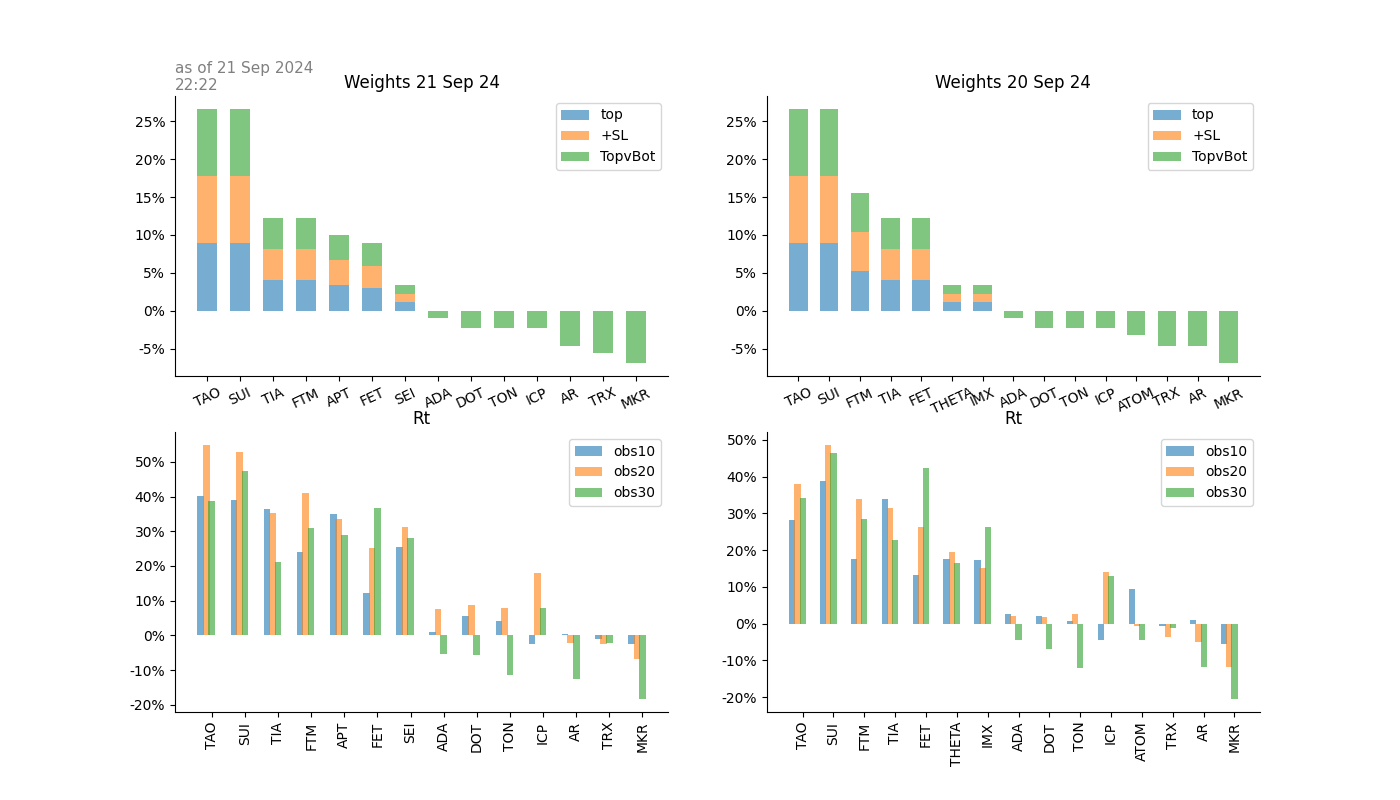 as of 21 Sep 2024
22:22
Weights 21 Sep 24
25%
20%
15%
10%
5%
0%
-5%
top
+SL
TopvBot
TAO SUI TIA FTM APT FET SEI ADA DOT TON ICP AR TRX MKR
Weights 20 Sep 24
25%
20%
15%
10%
5%
0%
-5%
top
+SL
TopvBot
TAO SUI FTM TIA FET THETA IMX ADA DOT TON ICP ATOM TRX AR MKR
Rt
50%
40%
30%
20%
10%
0%
-10%
-20%
obs10
obs20
obs30
TAO SUI TIA FTM APT FET SEI ADA DOT TON ICP AR TRX MKR
Rt
50%
40%
30%
20%
10%
0%
-10%
-20%
obs10
obs20
obs30
TAO SUI FTM TIA FET THETA IMX ADA DOT TON ICP ATOM TRX AR MKR